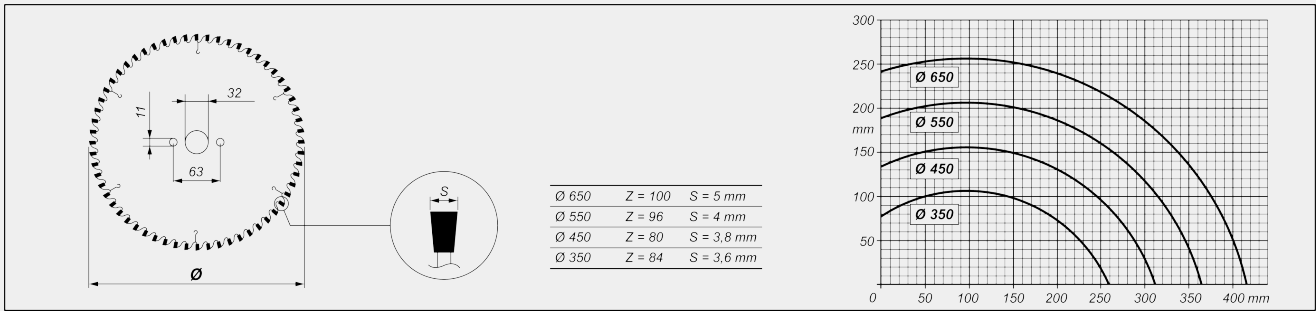 32
11
63
Ø
S
Ø 650 Z = 100 S = 5 mm
Ø 550 Z = 96 S = 4 mm
Ø 450 Z = 80 S = 3,8 mm
Ø 350 Z = 84 S = 3,6 mm
300
250
200
mm
150
100
50
Ø 650
Ø 550
Ø 450
Ø 350
0 50 100 150 200 250 300 350 400 mm